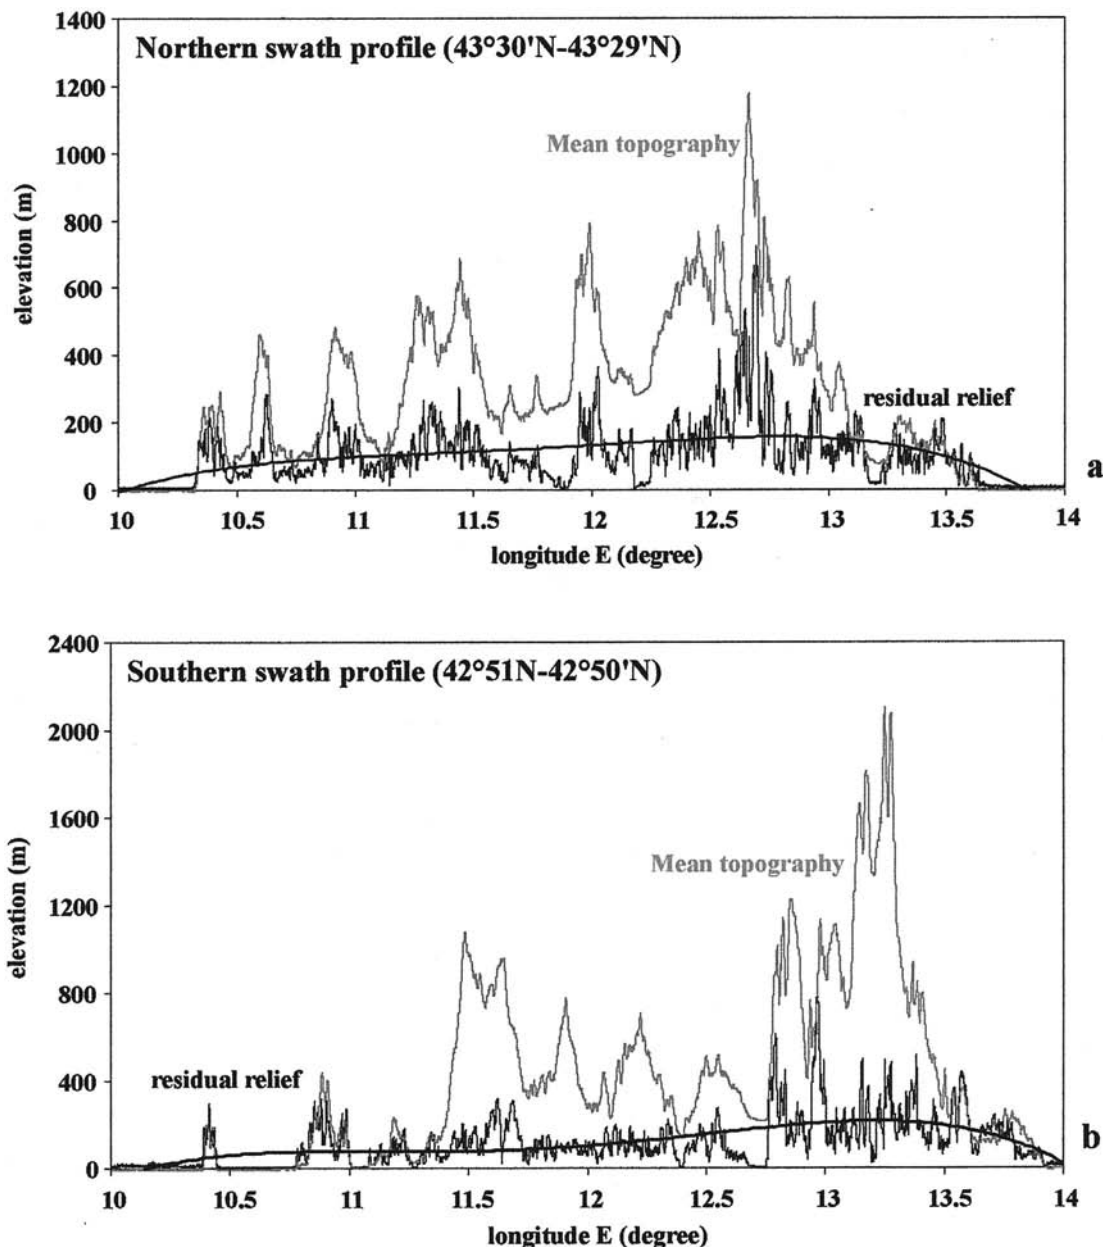 1400
Northern swath profile (43°30'N-43°29'N)
1200
Mean topography
1000
800
elevation (m)
600
400
residual relief
200
a
0
10 10.5 11 11.5 12 12.5 13 13.5 14
longitude E (degree)
2400
Southern swath profile (42°51N-42°50'N)
2000
1600
Mean topography
1200
elevation (m)
800
residual relief
400
b
0
10 10.5 11 11.5 12 12.5 13 13.5 14
longitude E (degree)